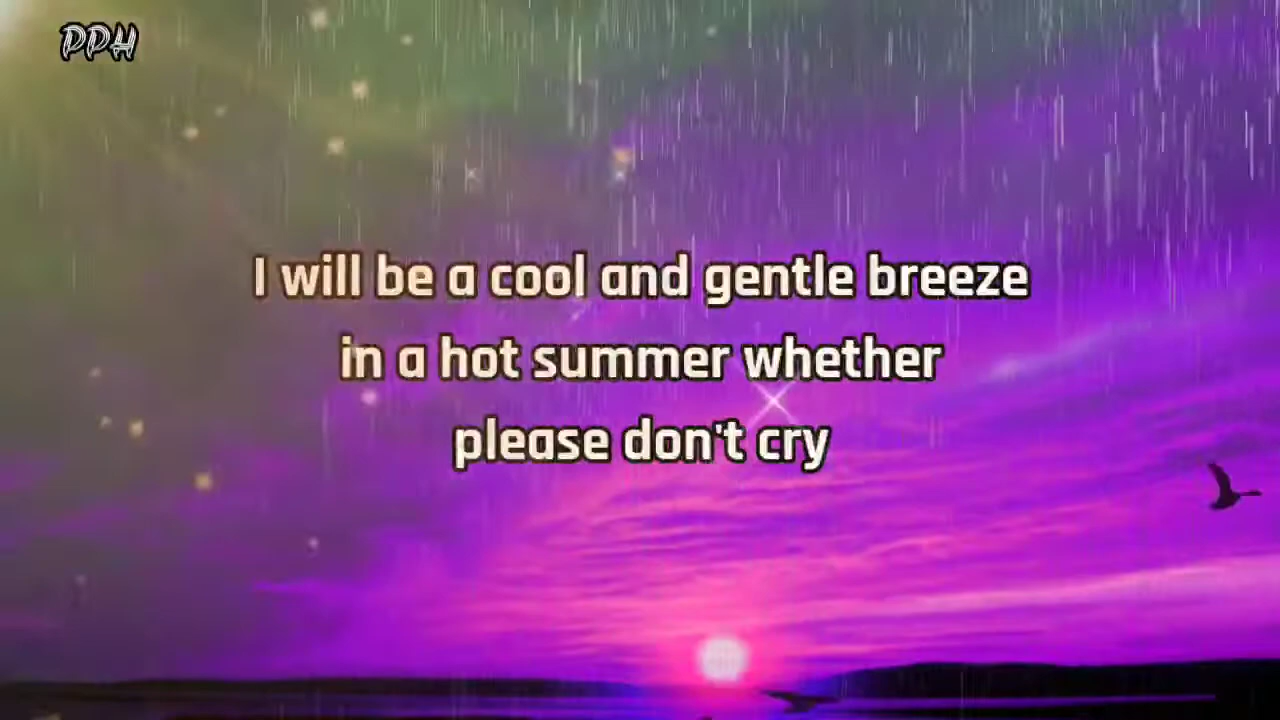 PPH
I will be a cool and gentle breeze
in a hot summer whether
please don't cry